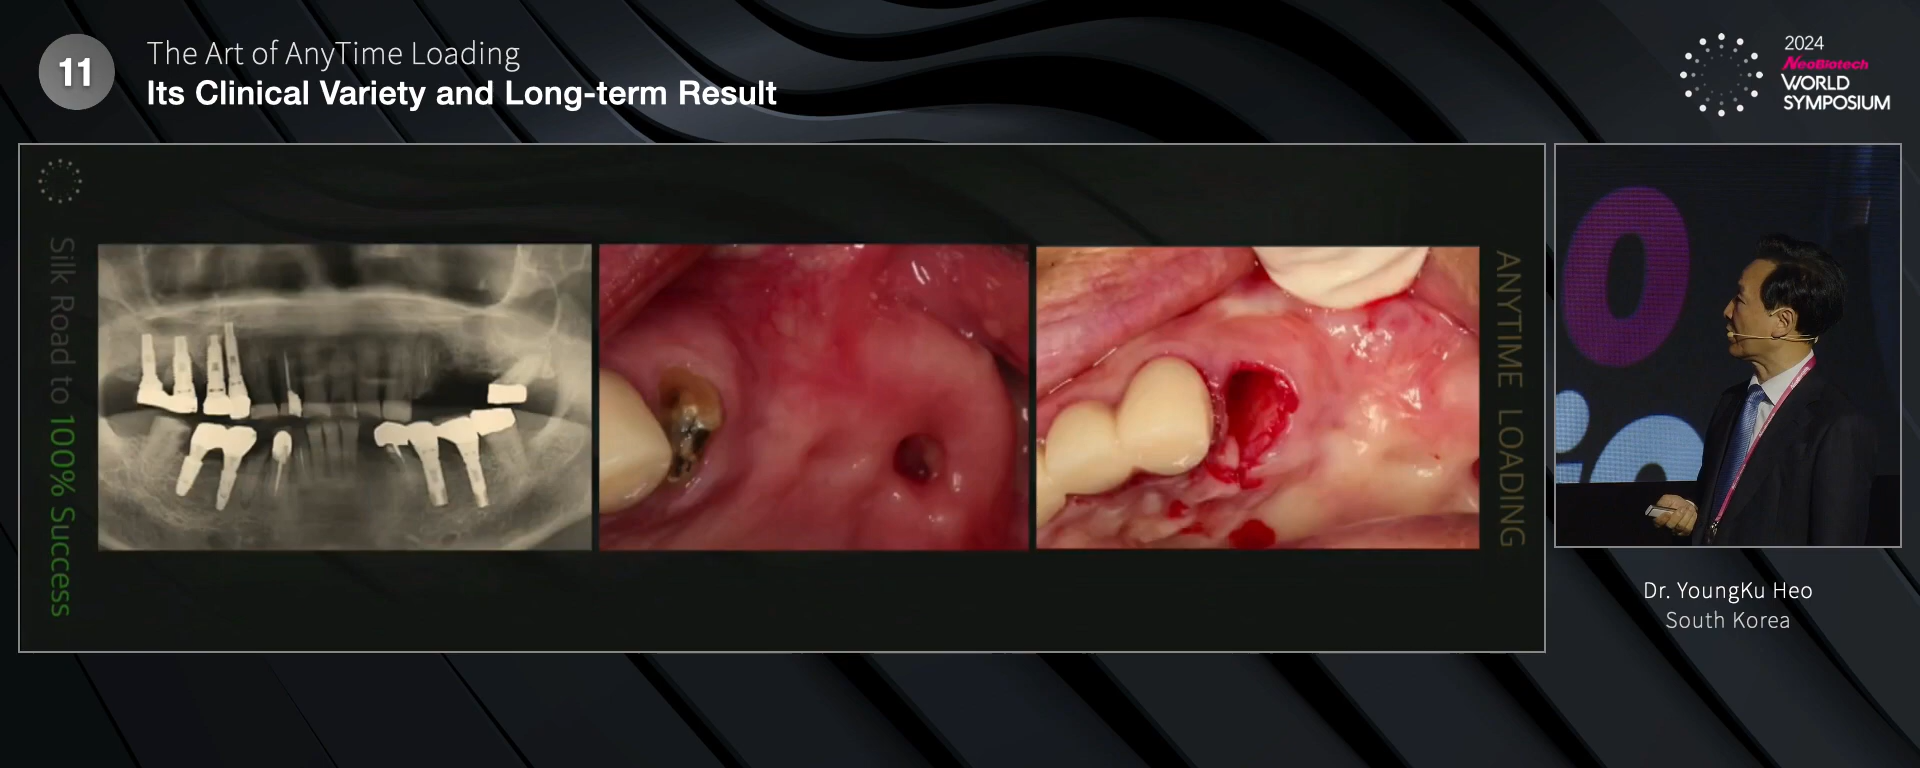 11
The Art of AnyTime Loading
Its Clinical Variety and Long-term Result
2024
NeoBiotech
WORLD
SYMPOSIUM
Silk Road to 100% Success
ANYTIME LOADING
Dr. YoungKu Heo
South Korea